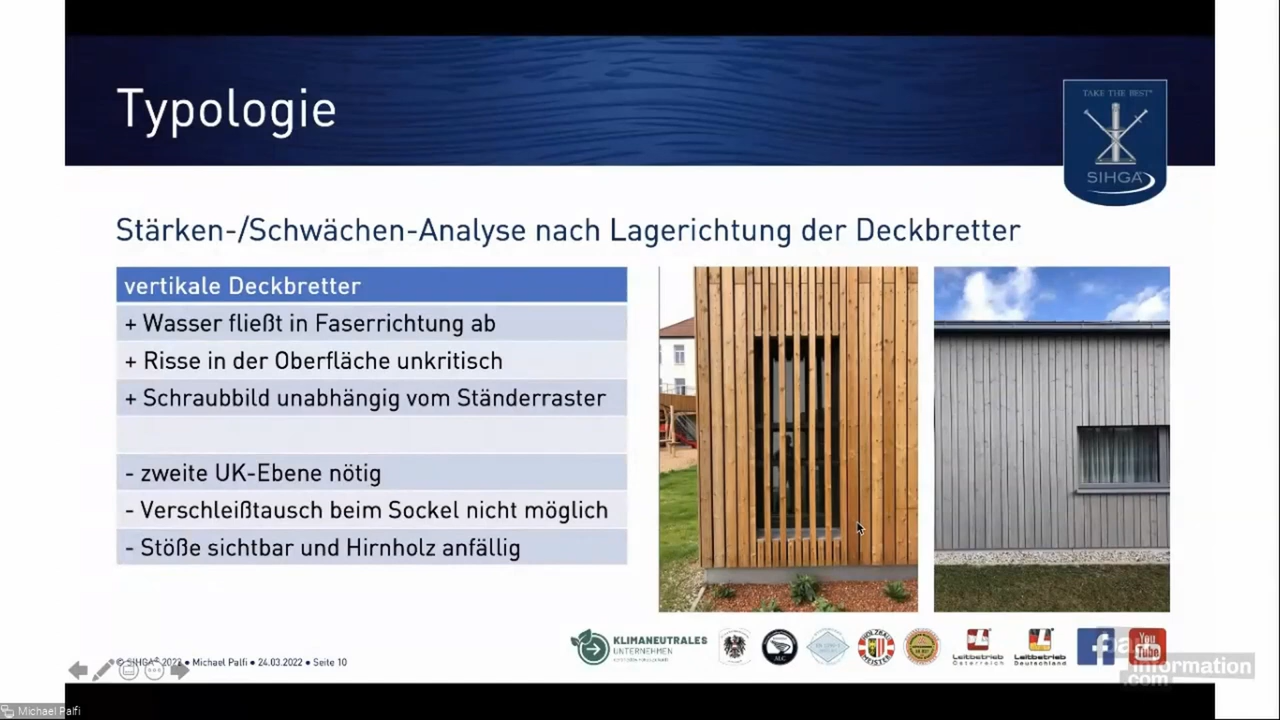 Typologie
TAKE THE BEST
SIHGA
Stärken-/Schwächen-Analyse nach Lagerichtung der Deckbretter
vertikale Deckbretter
+ Wasser fließt in Faserrichtung ab
+ Risse in der Oberfläche unkritisch
+ Schraubbild unabhängig vom Ständerraster
- zweite UK-Ebene nötig
- Verschleißtausch beim Sockel nicht möglich
- Stöße sichtbar und Hirnholz anfällig
KLIMANEUTRALES
UNTERNEHMEN
HOLZBAU
MEISTER
Leitbetrieb
Österreich
Leitbetrieb
Deutschland
You
Tube
information
.com
© SIHGA® 2022 • Michael Palfi • 24.03.2022 • Seite 10
Michael Palfi